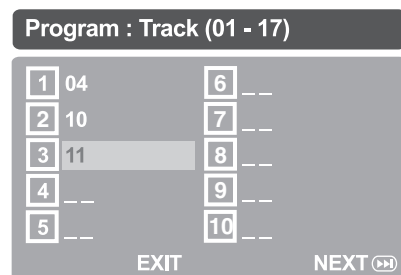 Program : Track (01 - 17)
1 04
2 10
3 11
4 _ _
5 _ _
6 _ _
7 _ _
8 _ _
9 _ _
10 _ _
EXIT
NEXT